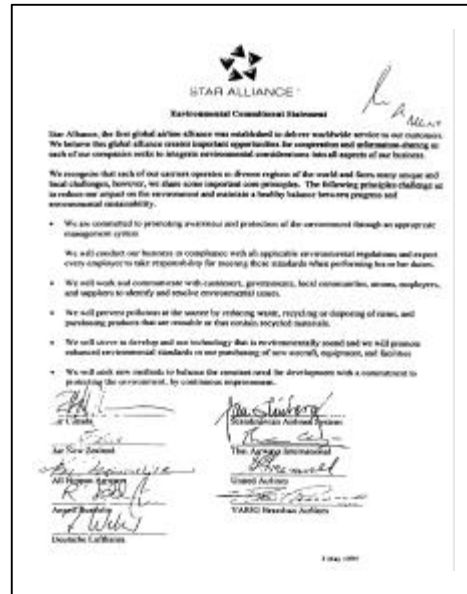 STAR ALLIANCE
Environmental Commitment Statement
Star Alliance, the first global airline alliance was established to deliver worldwide service to our customers.
We believe this global alliance creates important opportunities for cooperation and information-sharing as
each of our companies seeks to integrate environmental considerations into all aspects of our business.
We recognize that each of our carriers operates in diverse regions of the world and faces many unique and
local challenges, however, we share some important core principles. The following principles challenge us
to reduce our impact on the environment and maintain a healthy balance between progress and
environmental sustainability.
• We are committed to promoting awareness and protection of the environment through an appropriate
management system
We will conduct our business in compliance with all applicable environmental regulations and expect
every employee to take responsibility for meeting these standards when performing his or her duties.
• We will work and communicate with customers, governments, local communities, unions, employees,
and suppliers to identify and resolve environmental issues.
• We will prevent pollution at the source by reducing waste, recycling or disposing of same, and
purchasing products that are reusable or that contain recycled materials.
• We will strive to develop and use technology that is environmentally sound and we will promote
enhanced environmental standards in our purchasing of new aircraft, equipment, and facilities
• We will seek new methods to balance the constant need for development with a commitment to
protecting the environment, by continuous improvement.
Air Canada
Scandinavian Airlines System
Air New Zealand
Thai Airways International
All Nippon Airways
United Airlines
Ansett Australia
VARIG Brazilian Airlines
Deutsche Lufthansa
May 1999